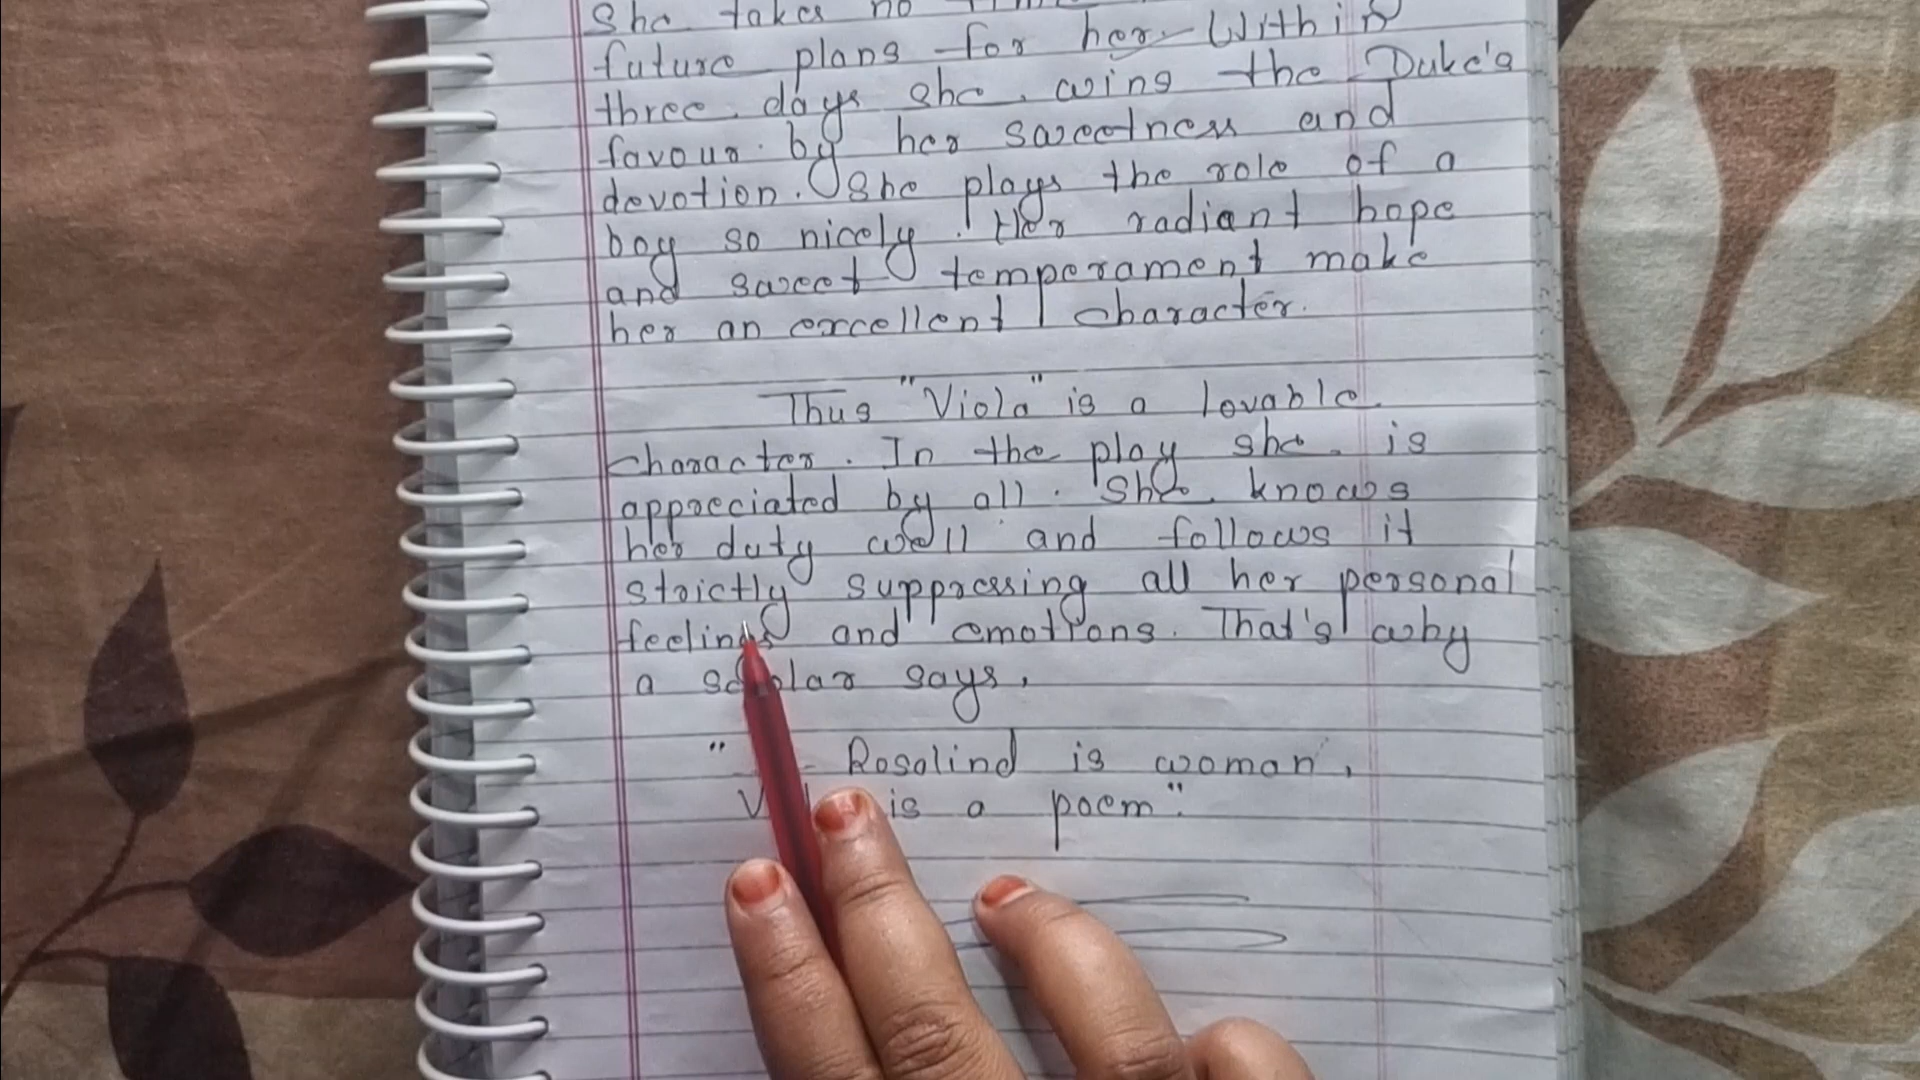 She takes no
future plans for her. Within
three days she wins the Duke's
favour by her sweetness and
devotion. She plays the role of a
boy so nicely. Her radiant hope
and sweet temperament make
her an excellent character.
Thus "Viola" is a lovable
character. In the play she is
appreciated by all. She knows
her duty well and follows it
strictly suppressing all her personal
feelings and emotions. That's why
a scholar says,
" Rosalind is woman,
is a poem".